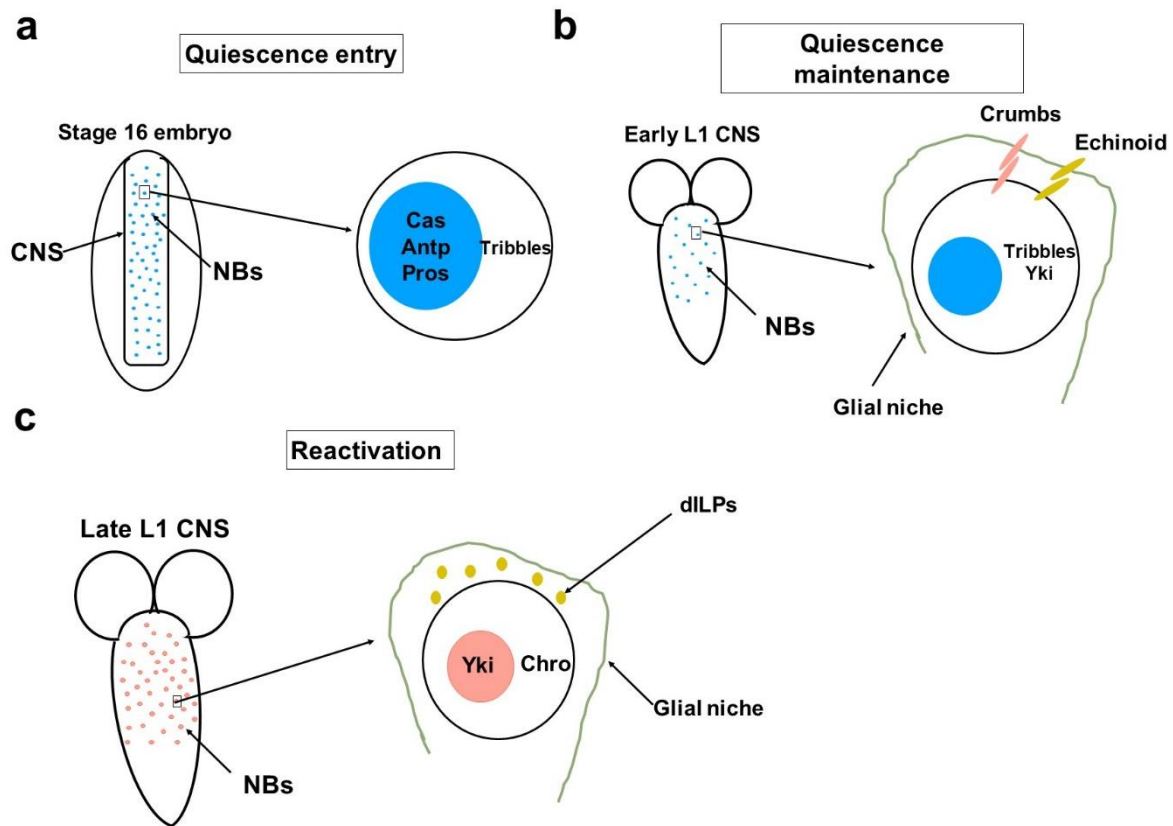 a
Quiescence entry
Stage 16 embryo
CNS
NBs
Cas
Antp
Pros
Tribbles
b
Quiescence
maintenance
Early L1 CNS
NBs
Crumbs
Echinoid
Tribbles
Yki
Glial niche
c
Reactivation
Late L1 CNS
NBs
dILPs
Yki
Chro
Glial niche